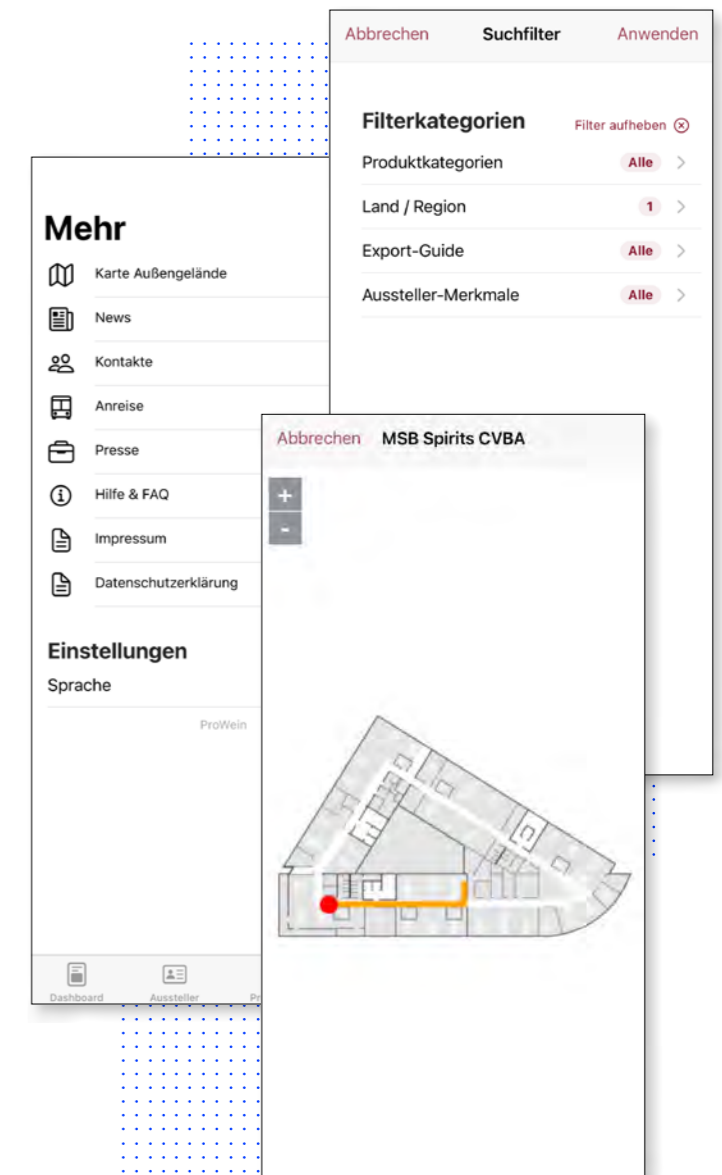 Abbrechen Suchfilter Anwenden
Filterkategorien Filter aufheben
Produktkategorien Alle
Land / Region 1
Export-Guide Alle
Aussteller-Merkmale Alle
Mehr
Karte Außengelände
News
Kontakte
Anreise
Presse
Hilfe & FAQ
Impressum
Datenschutzerklärung
Einstellungen
Sprache
ProWein
Dashboard Aussteller Pr
Abbrechen MSB Spirits CVBA
+
-